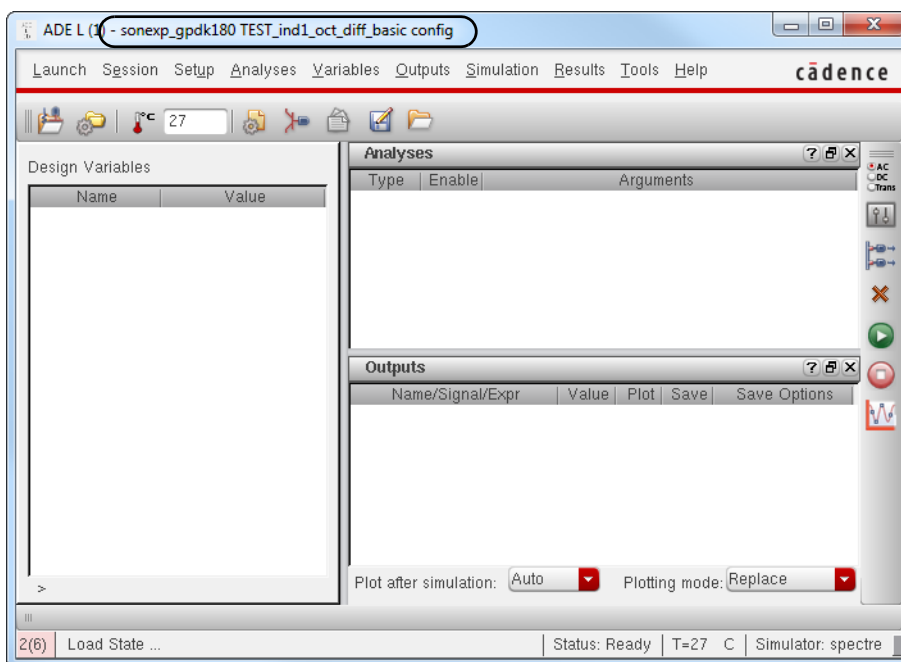 ADE L (1) - sonexp_gpdk180 TEST_ind1_oct_diff_basic config
Launch Session Setup Analyses Variables Outputs Simulation Results Tools Help cādence
°C 27
Design Variables
Name Value
Analyses
Type Enable Arguments
AC
DC
Trans
Outputs
Name/Signal/Expr Value Plot Save Save Options
> Plot after simulation: Auto Plotting mode: Replace
2(6) Load State ... Status: Ready T=27 C Simulator: spectre